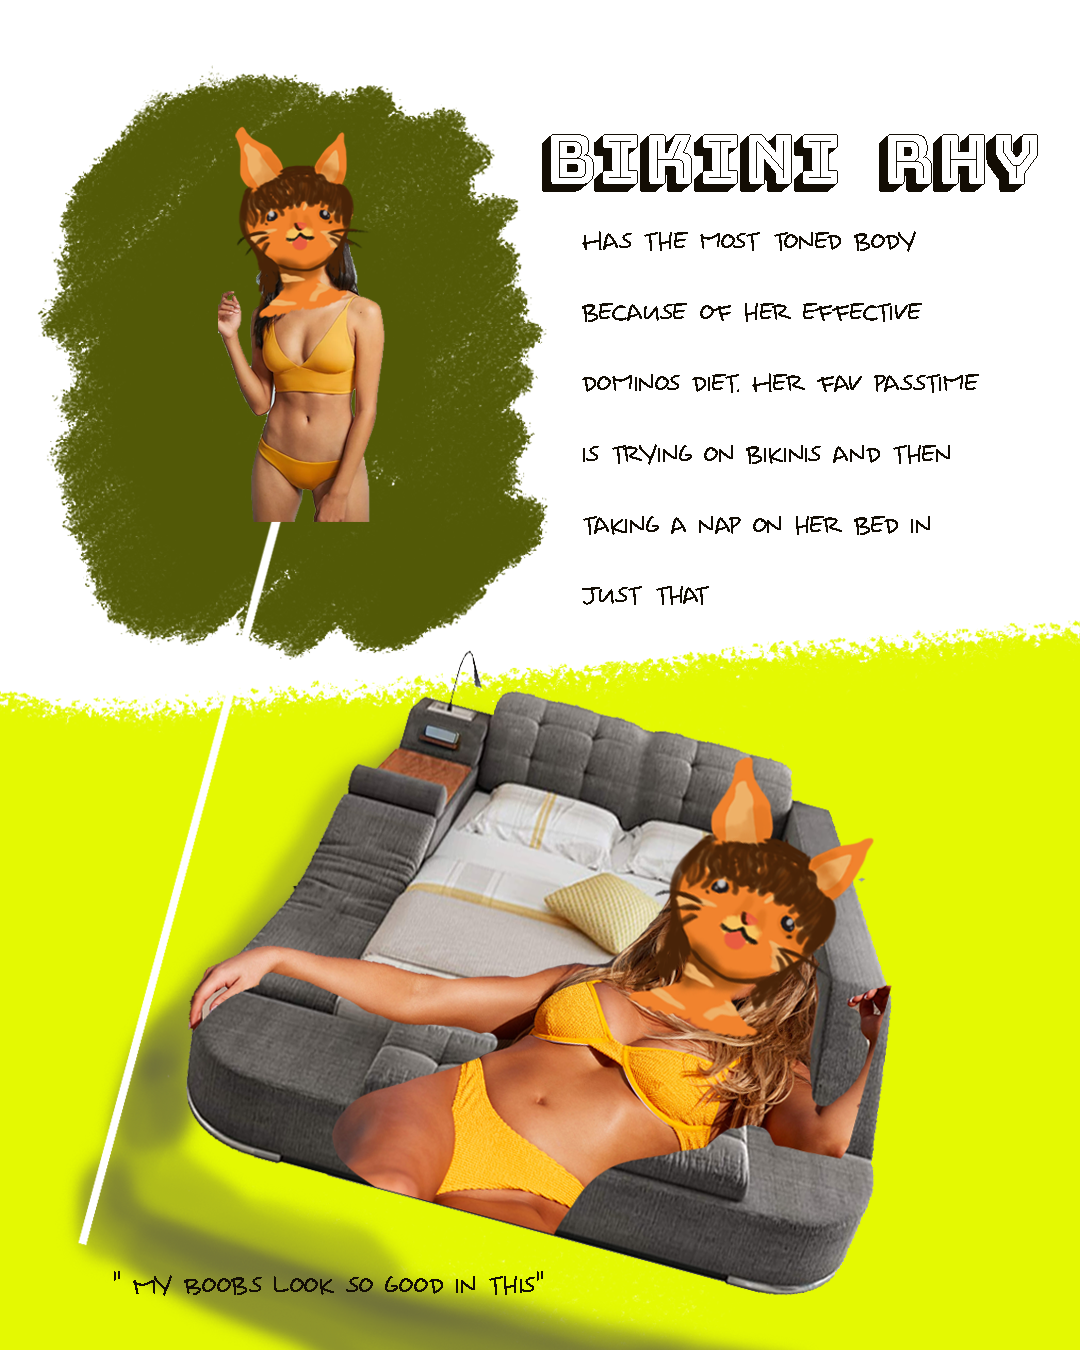 BIKINI RHY
HAS THE MOST TONED BODY
BECAUSE OF HER EFFECTIVE
DOMINOS DIET. HER FAV PASSTIME
IS TRYING ON BIKINIS AND THEN
TAKING A NAP ON HER BED IN
JUST THAT
" MY BOOBS LOOK SO GOOD IN THIS"